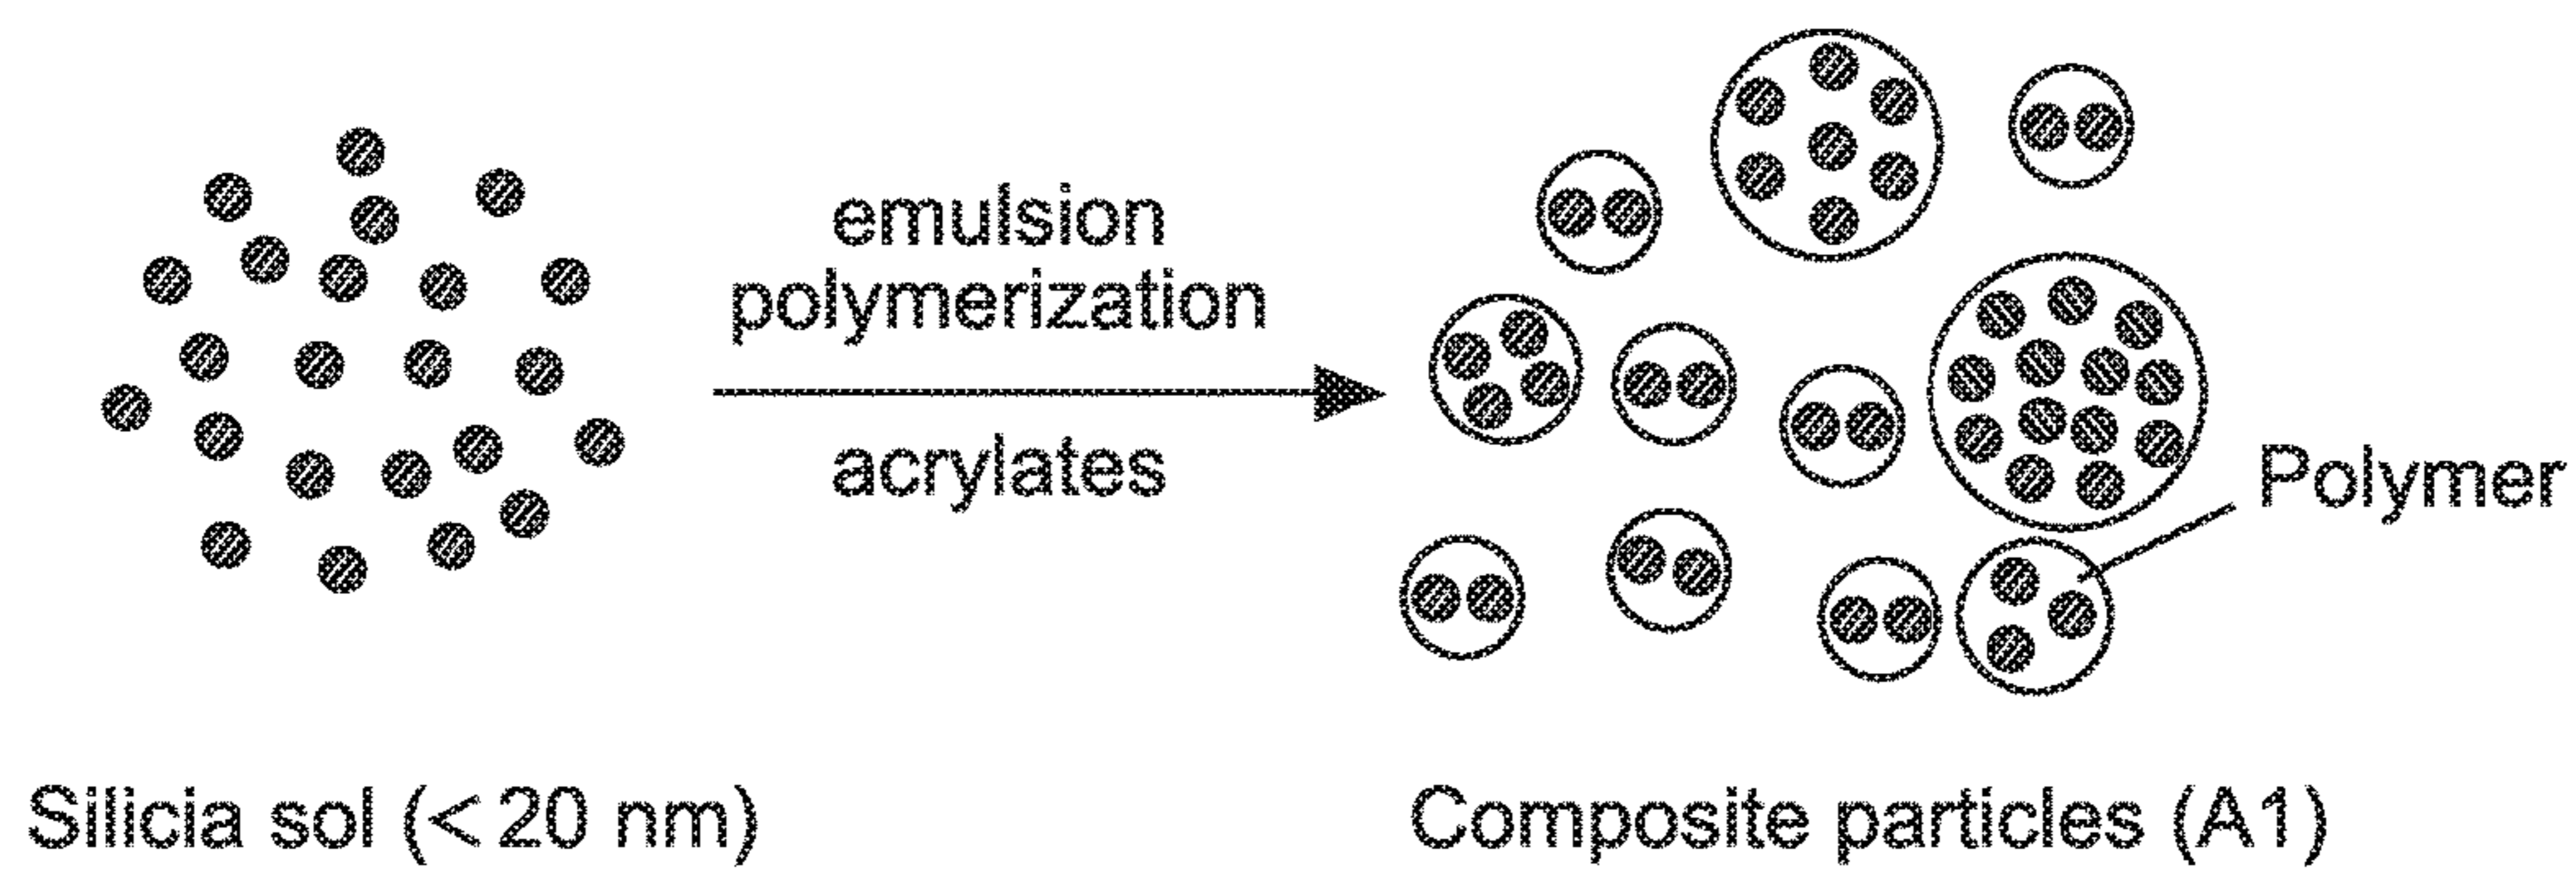 emulsion
polymerization
acrylates
Polymer
Silicia sol (< 20 nm)
Composite particles (A1)